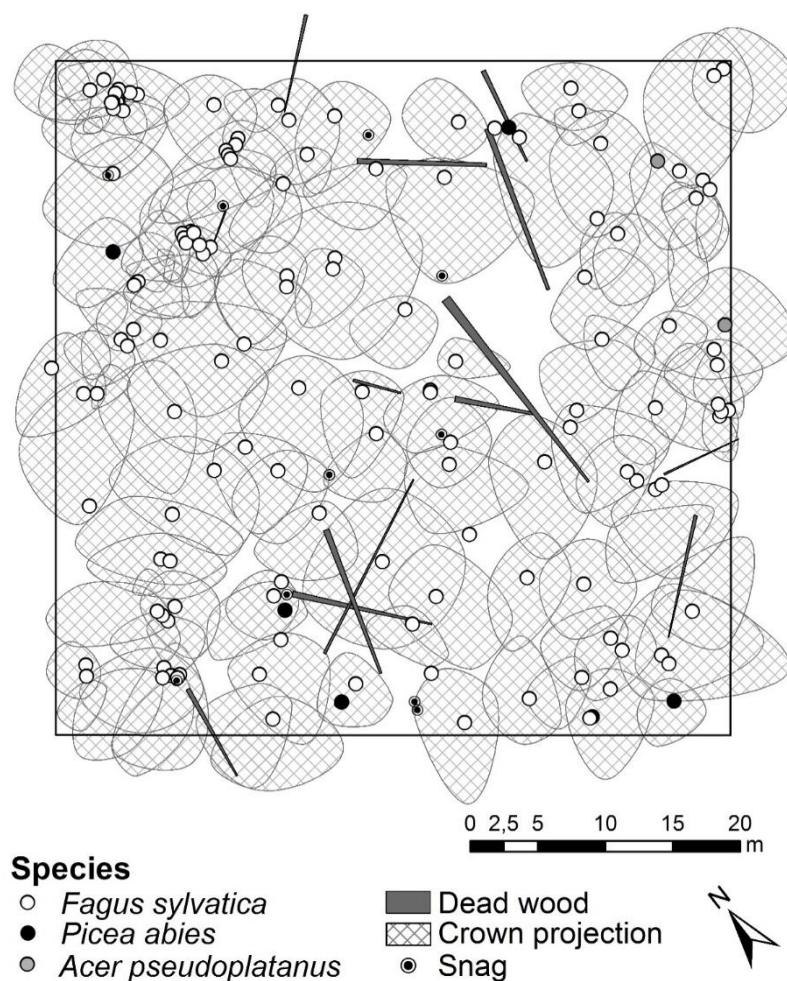 0 2,5 5 10 15 20
m
Species
Fagus sylvatica
Picea abies
Acer pseudoplatanus
Dead wood
Crown projection
Snag
N